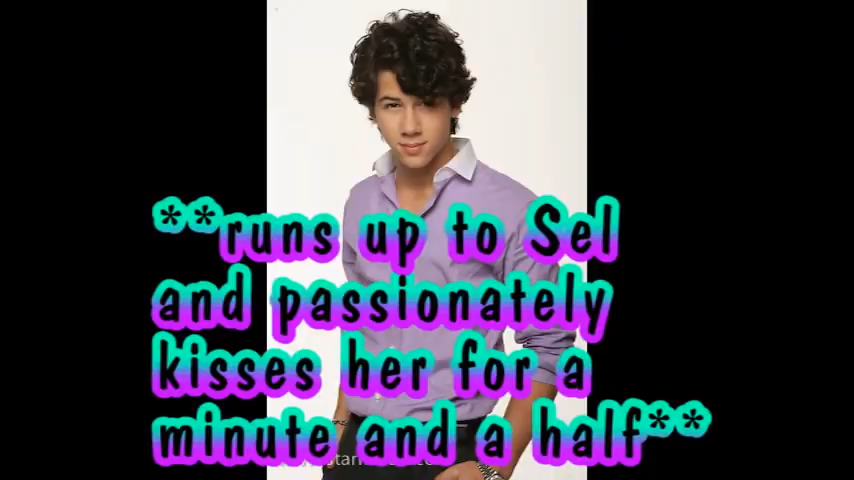 **runs up to Sel
and passionately
kisses her for a
minute and a half**